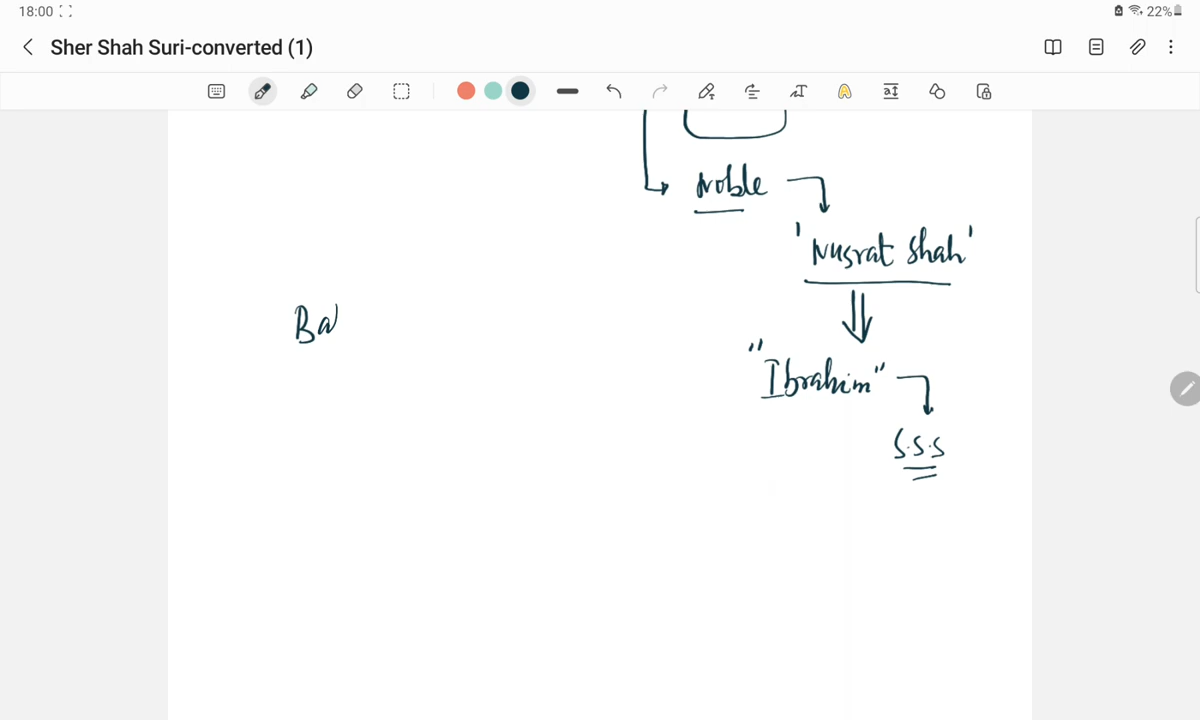 18:00
22%
Sher Shah Suri-converted (1)
Noble
'Nusrat Shah'
Ba
"Ibrahim"
S.S.S